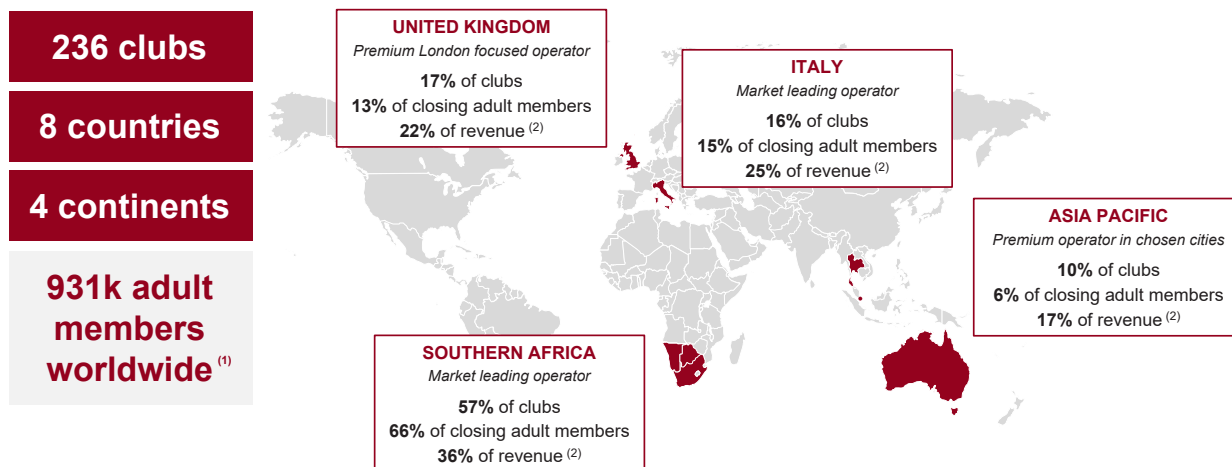 236 clubs
8 countries
4 continents
931k adult
members
worldwide (1)
UNITED KINGDOM
Premium London focused operator
17% of clubs
13% of closing adult members
22% of revenue (2)
ITALY
Market leading operator
16% of clubs
15% of closing adult members
25% of revenue (2)
ASIA PACIFIC
Premium operator in chosen cities
10% of clubs
6% of closing adult members
17% of revenue (2)
SOUTHERN AFRICA
Market leading operator
57% of clubs
66% of closing adult members
36% of revenue (2)